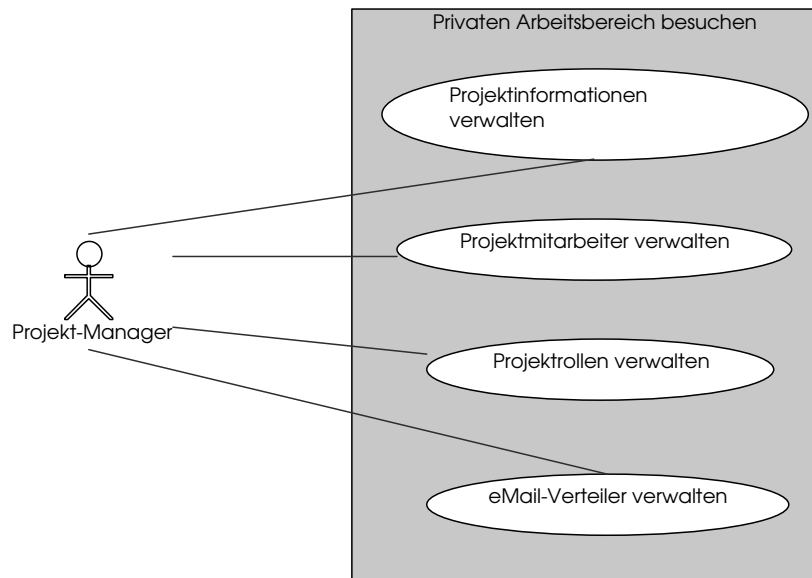 Privaten Arbeitsbereich besuchen
Projektinformationen
verwalten
Projektmitarbeiter verwalten
Projekt-Manager
Projektrollen verwalten
eMail-Verteiler verwalten